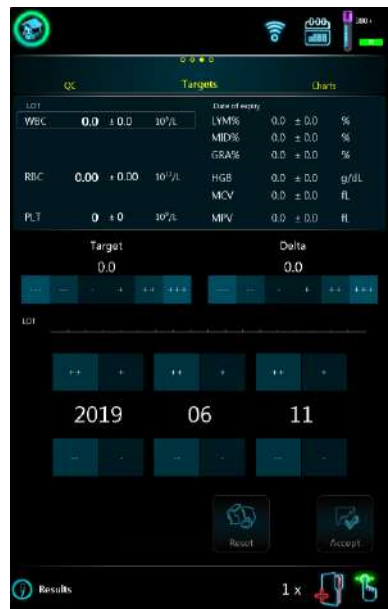 000
380
QC Targets Charts
LOT Date of expiry
WBC 0.0 ± 0.0 10⁹/L LYM% 0.0 ± 0.0 %
MID% 0.0 ± 0.0 %
GRA% 0.0 ± 0.0 %
RBC 0.00 ± 0.00 10¹²/L HGB 0.0 ± 0.0 g/dL
MCV 0.0 ± 0.0 fL
PLT 0 ± 0 10⁹/L MPV 0.0 ± 0.0 fL
Target Delta
0.0 0.0
--- -- - + ++ +++ --- -- - + ++ +++
LOT
++ + ++ + ++ +
2019 06 11
-- - -- - -- -
Reset Accept
Results 1 x